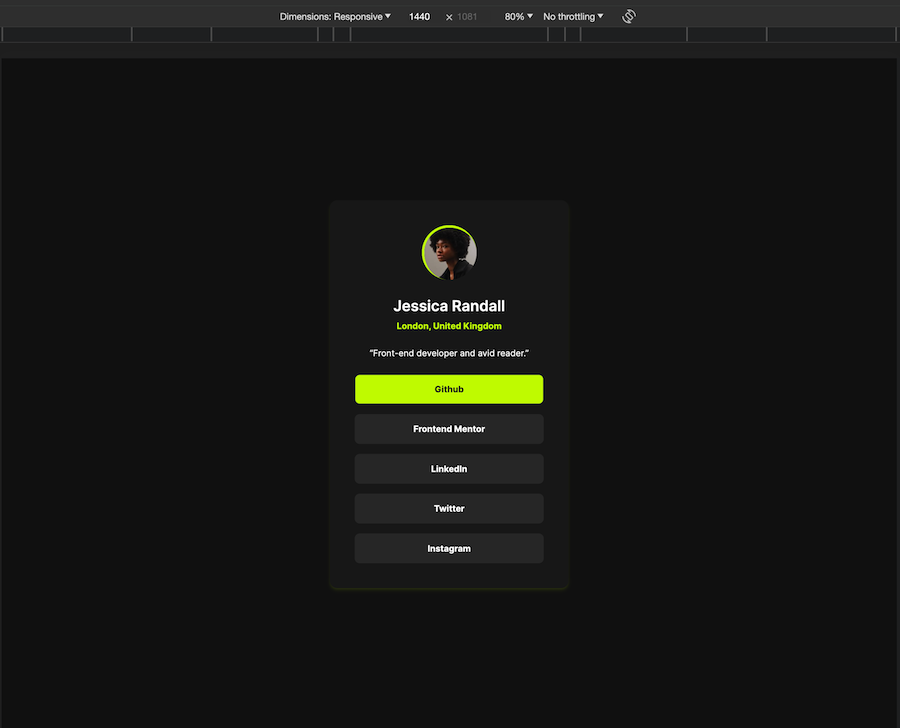 Dimensions: Responsive ▼ 1440 × 1081 80% ▼ No throttling ▼
Jessica Randall
London, United Kingdom
“Front-end developer and avid reader.”
Github
Frontend Mentor
LinkedIn
Twitter
Instagram